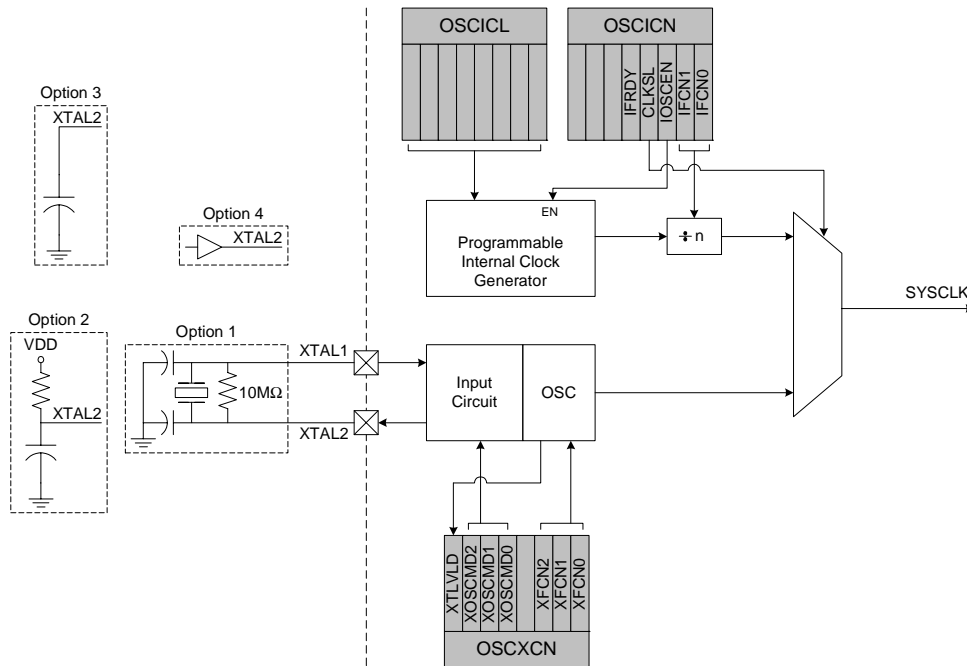 OSCICL
OSCICN
IFRDY
CLKSL
IOSCEN
IFCN1
IFCN0
Option 3
XTAL2
Option 4
XTAL2
EN
Programmable
Internal Clock
Generator
÷ n
SYSCLK
Option 2
VDD
XTAL2
Option 1
10MΩ
XTAL1
XTAL2
Input
Circuit
OSC
XTLVLD
XOSCMD2
XOSCMD1
XOSCMD0
XFCN2
XFCN1
XFCN0
OSCXCN